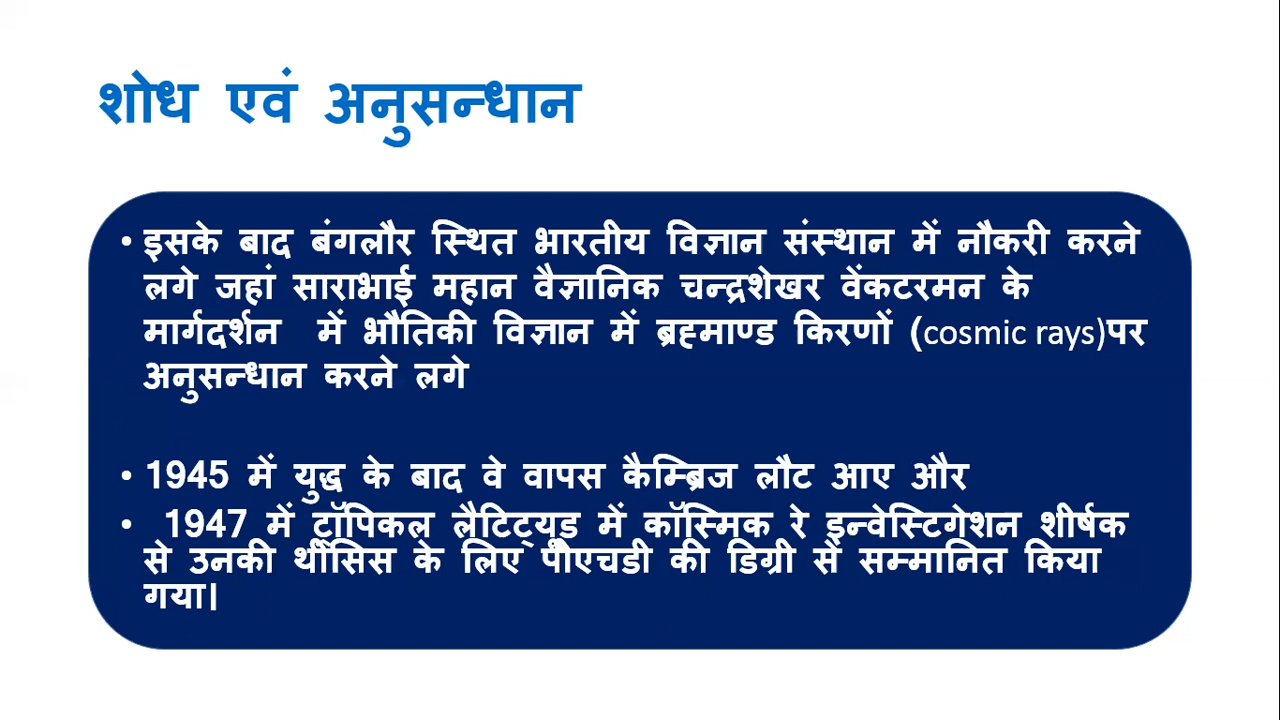 शोध एवं अनुसन्धान
• इसके बाद बंगलौर स्थित भारतीय विज्ञान संस्थान में नौकरी करने
लगे जहां साराभाई महान वैज्ञानिक चन्द्रशेखर वेंकटरमन के
मार्गदर्शन में भौतिकी विज्ञान में ब्रह्माण्ड किरणों (cosmic rays)पर
अनुसन्धान करने लगे
• 1945 में युद्ध के बाद वे वापस कैम्ब्रिज लौट आए और
• 1947 में ट्रॉपिकल लैटिट्यूड में कॉस्मिक रे इन्वेस्टिगेशन शीर्षक
से उनकी थीसिस के लिए पीएचडी की डिग्री से सम्मानित किया
गया।